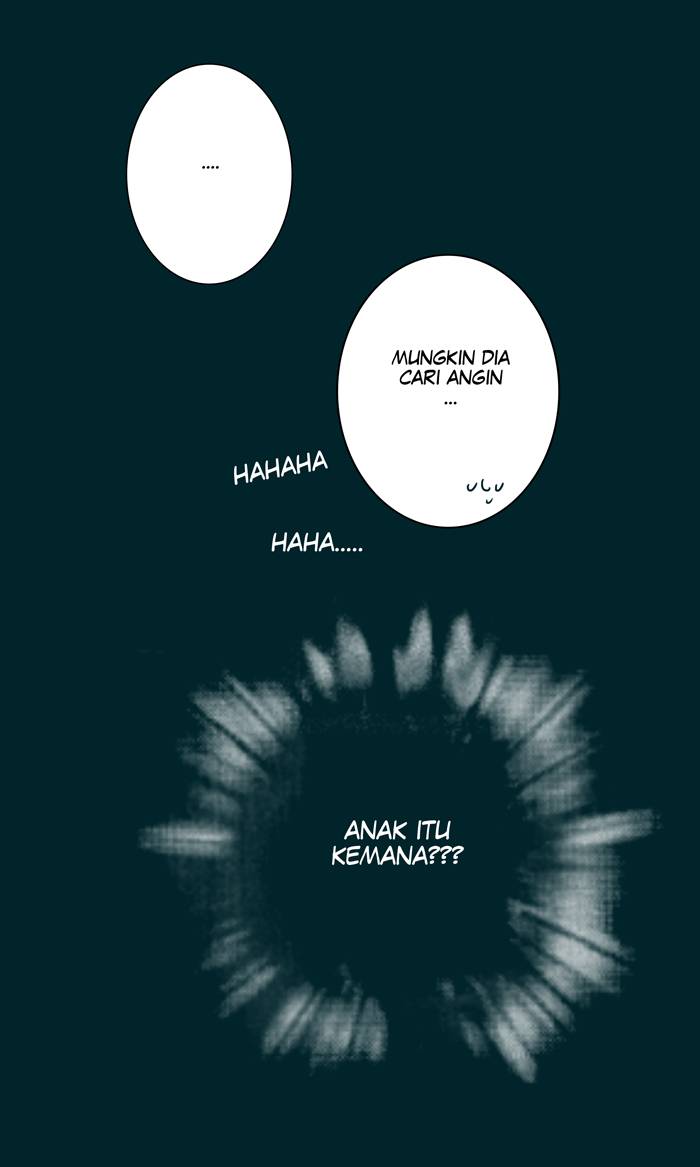 ....
MUNGKIN DIA
CARI ANGIN
...
HAHAHA
HAHA.....
ANAK ITU
KEMANA???